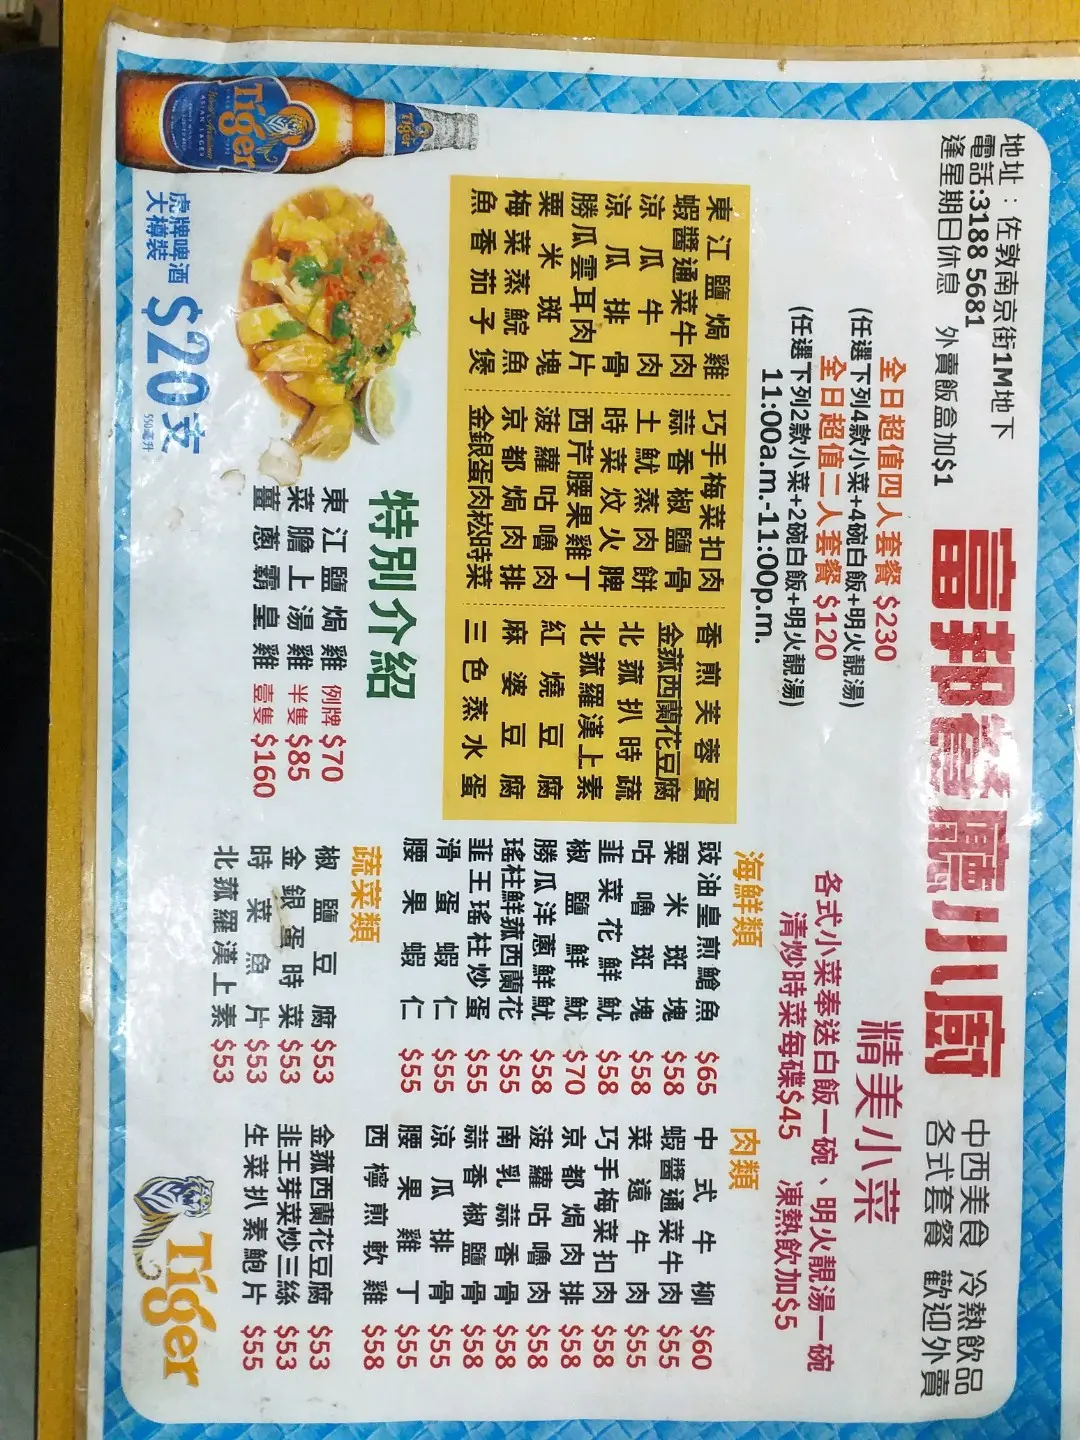 地址：佐敦南京街1M地下
電話:3188 5681
逢星期日休息 外賣飯盒加$1
富邦餐廳小廚
中西美食 冷熱飲品
各式套餐 歡迎外賣
全日超值四人套餐 $230
(任選下列4款小菜+4碗白飯+明火靚湯)
全日超值二人套餐 $120
(任選下列2款小菜+2碗白飯+明火靚湯)
11:00a.m.-11:00p.m.
東江鹽焗雞
蝦醬通菜牛肉
涼瓜牛肉
涼瓜排骨
勝瓜雲耳肉片
粟米斑塊
梅菜蒸鯇魚
魚香茄子煲
巧手梅菜扣肉
蒜香椒鹽骨
土魷蒸肉餅
時菜炆火腩
西芹腰果雞丁
菠蘿咕嚕肉
京都焗肉排
金銀蛋肉松時菜
香煎芙蓉蛋
金菰西蘭花豆腐
北菰扒時蔬
北菰羅漢上素
紅燒豆腐
麻婆豆腐
三色蒸水蛋
特別介紹
東江鹽焗雞 例牌 $70
菜膽上湯雞 半隻 $85
薑蔥霸皇雞 壹隻 $160
Tiger
ASIAN LAGER
Tiger
虎牌啤酒
大樽裝
$20支
550毫升
精美小菜
各式小菜奉送白飯一碗、明火靚湯一碗
清炒時菜每碟$45 凍熱飲加$5
海鮮類
豉油皇煎鱠魚 $65
粟米斑塊 $58
咕嚕斑塊 $58
韮菜花鮮魷 $58
椒鹽鮮魷 $70
勝瓜洋蔥鮮魷 $58
瑤柱鮮菰西蘭花 $55
韮王瑤柱炒蛋 $55
滑蛋蝦仁 $55
腰果蝦仁 $55
肉類
中式牛柳 $60
蝦醬通菜牛肉 $55
菜遠牛肉 $55
巧手梅菜扣肉 $58
京都焗肉排 $58
菠蘿咕嚕肉 $58
南乳蒜香骨 $58
蒜香椒鹽骨 $58
涼瓜排骨 $55
腰果雞丁 $55
西檸煎軟雞 $58
蔬菜類
椒鹽豆腐 $53
金銀蛋時菜 $53
時菜魚片 $53
北菰羅漢上素 $53
金菰西蘭花豆腐 $53
韮王芽菜炒三絲 $53
生菜扒素鮑片 $55
Tiger